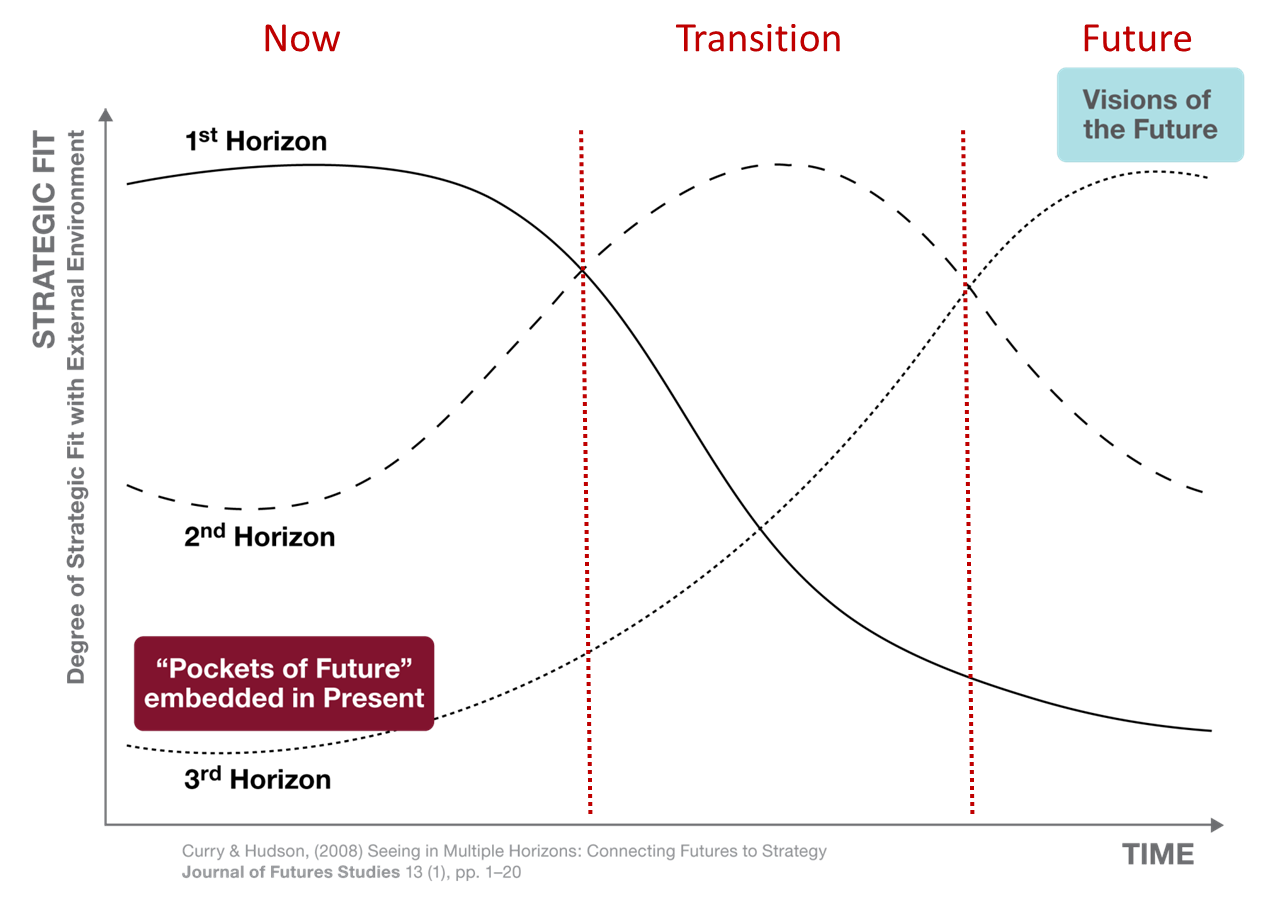 Now
Transition
Future
Visions of
the Future
STRATEGIC FIT
Degree of Strategic Fit with External Environment
1st Horizon
2nd Horizon
“Pockets of Future”
embedded in Present
3rd Horizon
TIME
Curry & Hudson, (2008) Seeing in Multiple Horizons: Connecting Futures to Strategy
Journal of Futures Studies 13 (1), pp. 1–20